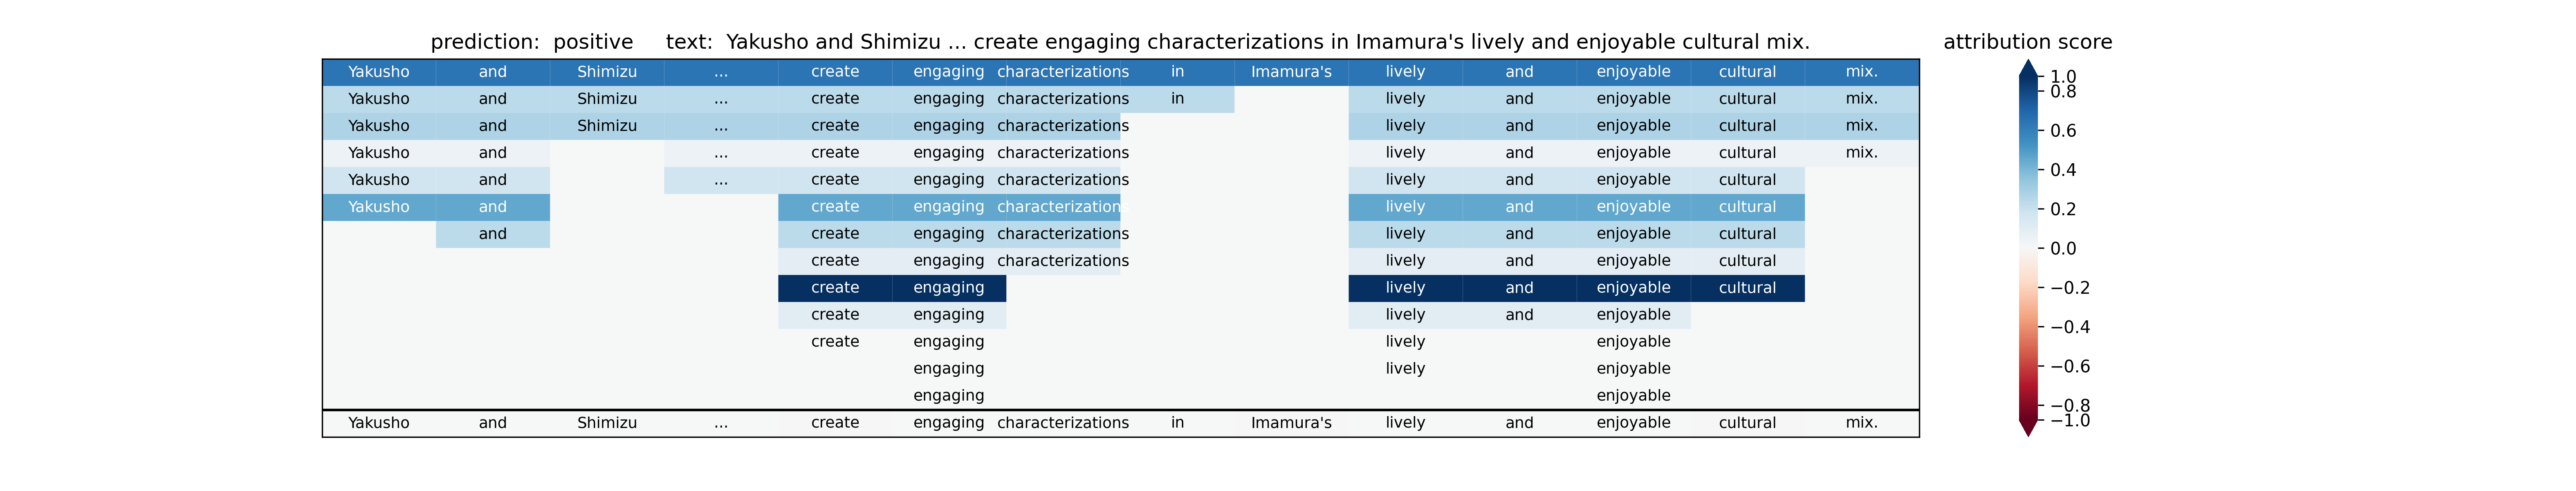 prediction: positive text: Yakusho and Shimizu ... create engaging characterizations in Imamura's lively and enjoyable cultural mix. attribution score
Yakusho and Shimizu ... create engaging characterizations in Imamura's lively and enjoyable cultural mix.
Yakusho and Shimizu ... create engaging characterizations in lively and enjoyable cultural mix.
Yakusho and Shimizu ... create engaging characterizations lively and enjoyable cultural mix.
Yakusho and ... create engaging characterizations lively and enjoyable cultural mix.
Yakusho and ... create engaging characterizations lively and enjoyable cultural
Yakusho and create engaging characterizations lively and enjoyable cultural
and create engaging characterizations lively and enjoyable cultural
create engaging characterizations lively and enjoyable cultural
create engaging lively and enjoyable cultural
create engaging lively and enjoyable
create engaging lively enjoyable
engaging lively enjoyable
engaging enjoyable
Yakusho and Shimizu ... create engaging characterizations in Imamura's lively and enjoyable cultural mix.
1.0
0.8
0.6
0.4
0.2
0.0
−0.2
−0.4
−0.6
−0.8
−1.0